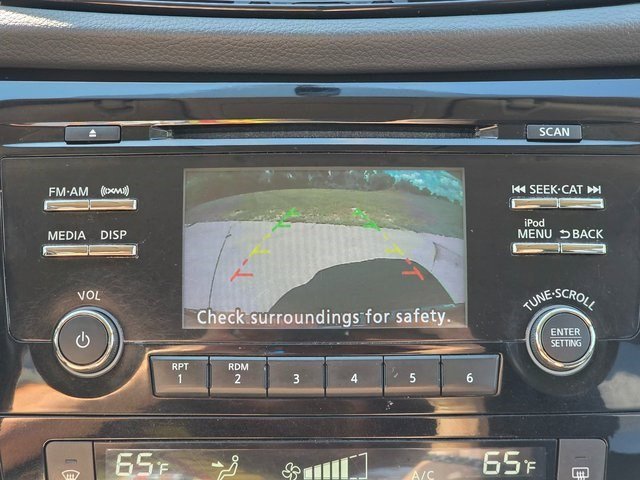 SCAN
FM·AM ((XM))
SEEK·CAT
MEDIA DISP
iPod
MENU BACK
Check surroundings for safety.
VOL
TUNE·SCROLL
ENTER
SETTING
RPT
1
RDM
2
3
4
5
6
65°F
A/C
65°F